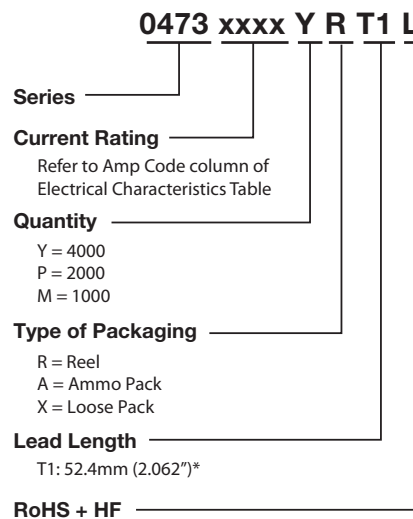 0473 xxxx Y R T1 L
Series
Current Rating
Refer to Amp Code column of
Electrical Characteristics Table
Quantity
Y = 4000
P = 2000
M = 1000
Type of Packaging
R = Reel
A = Ammo Pack
X = Loose Pack
Lead Length
T1: 52.4mm (2.062″)*
RoHS + HF